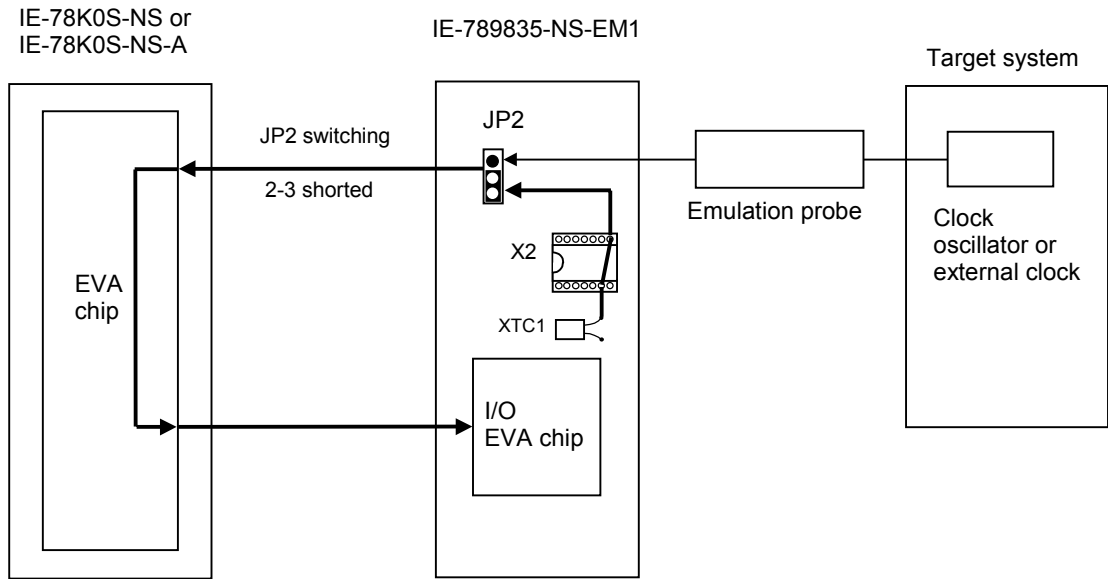 IE-78K0S-NS or
IE-78K0S-NS-A
IE-789835-NS-EM1
Target system
JP2
JP2 switching
2-3 shorted
Emulation probe
Clock
oscillator or
external clock
X2
EVA
chip
XTC1
I/O
EVA chip